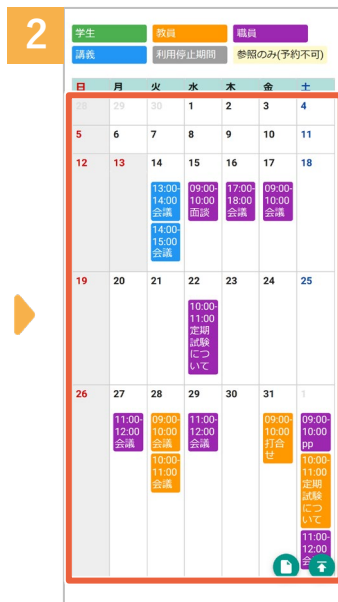 2
学生 教員 職員
講義 利用停止期間 参照のみ(予約不可)
日 月 火 水 木 金 土
28 29 30 1 2 3 4
5 6 7 8 9 10 11
12 13 14 15 16 17 18
13:00-
14:00
会議
14:00-
15:00
会議
09:00-
10:00
面談
17:00-
18:00
会議
09:00-
10:00
会議
19 20 21 22 23 24 25
10:00-
11:00
定期
試験
につ
いて
26 27 28 29 30 31 1
11:00-
12:00
会議
09:00-
10:00
会議
10:00-
11:00
会議
11:00-
12:00
会議
09:00-
10:00
打合
せ
09:00-
10:00
pp
10:00-
11:00
定期
試験
につ
いて
11:00-
12:00